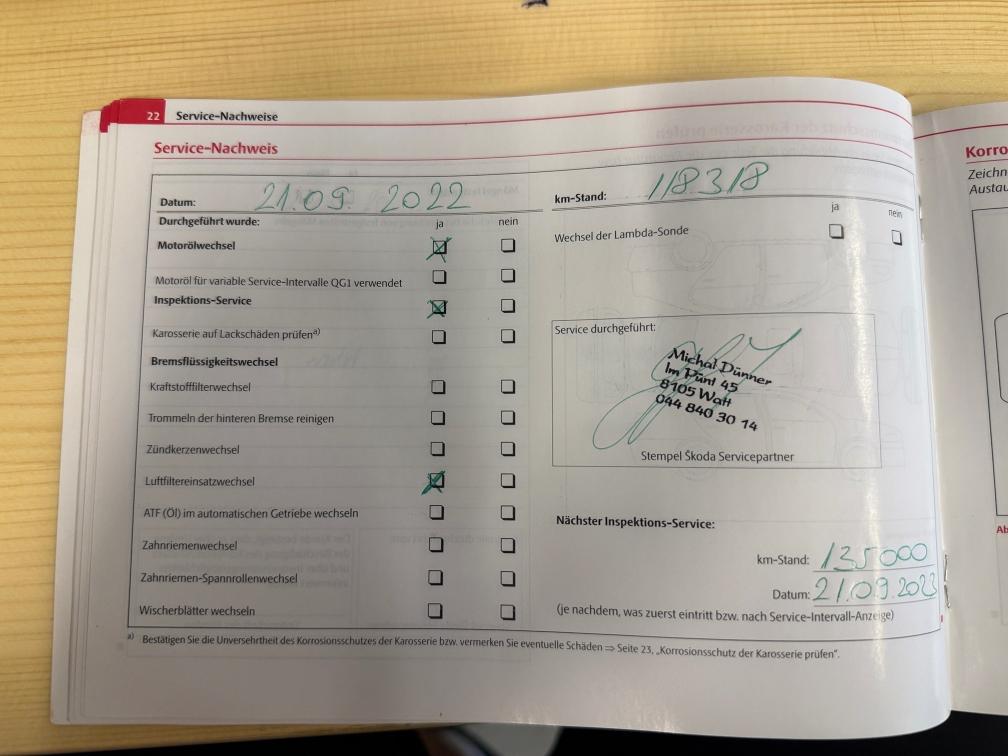 22 Service-Nachweise
Service-Nachweis
Datum: 21.09. 2022
km-Stand: 118318
Durchgeführt wurde: ja nein
Motorölwechsel
Motoröl für variable Service-Intervalle QG1 verwendet
Inspektions-Service
Karosserie auf Lackschäden prüfen a)
Bremsflüssigkeitswechsel
Kraftstofffilterwechsel
Trommeln der hinteren Bremse reinigen
Zündkerzenwechsel
Luftfiltereinsatzwechsel
ATF (Öl) im automatischen Getriebe wechseln
Zahnriemenwechsel
Zahnriemen-Spannrollenwechsel
Wischerblätter wechseln
ja nein
Wechsel der Lambda-Sonde
Service durchgeführt:
Michal Dünner
Im Pünt 45
8105 Watt
044 840 30 14
Stempel Škoda Servicepartner
Nächster Inspektions-Service:
km-Stand: 135000
Datum: 21.09.2023
(je nachdem, was zuerst eintritt bzw. nach Service-Intervall-Anzeige)
a) Bestätigen Sie die Unversehrtheit des Korrosionsschutzes der Karosserie bzw. vermerken Sie eventuelle Schäden ⇒ Seite 23, „Korrosionsschutz der Karosserie prüfen“.
Korro
Zeichn
Austau
Ab